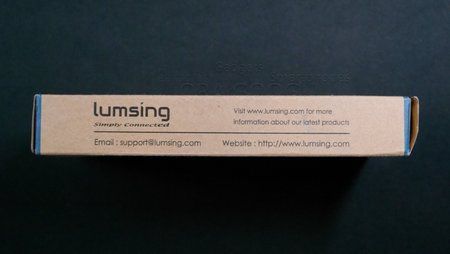 lumsing
Simply Connected
Visit www.lumsing.com for more
information about our latest products
Email : support@lumsing.com
Website : http://www.lumsing.com